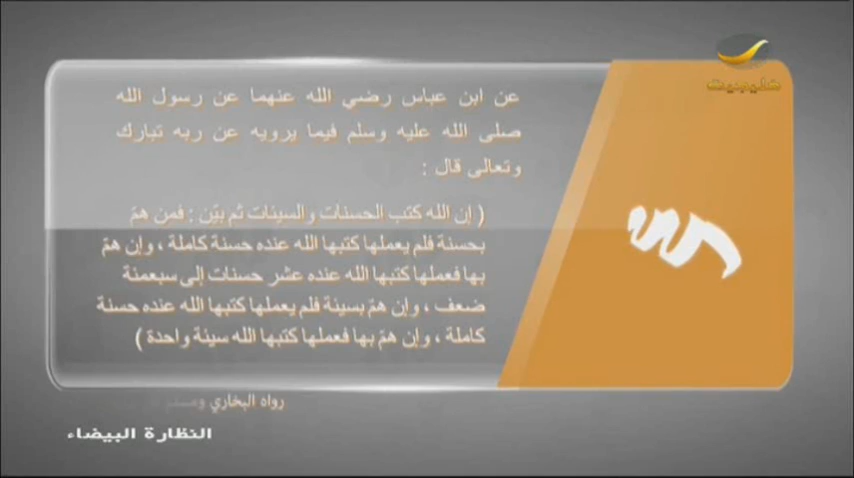 خليجية
عن ابن عباس رضي الله عنهما عن رسول الله
صلى الله عليه وسلم فيما يرويه عن ربه تبارك
وتعالى قال :
( إن الله كتب الحسنات والسيئات ثم بيّن : فمن همّ
بحسنة فلم يعملها كتبها الله عنده حسنة كاملة ، وإن همّ
بها فعملها كتبها الله عنده عشر حسنات إلى سبعمئة
ضعف ، وإن همّ بسيئة فلم يعملها كتبها الله عنده حسنة
كاملة ، وإن همّ بها فعملها كتبها الله سيئة واحدة )
رواه البخاري
النظارة البيضاء